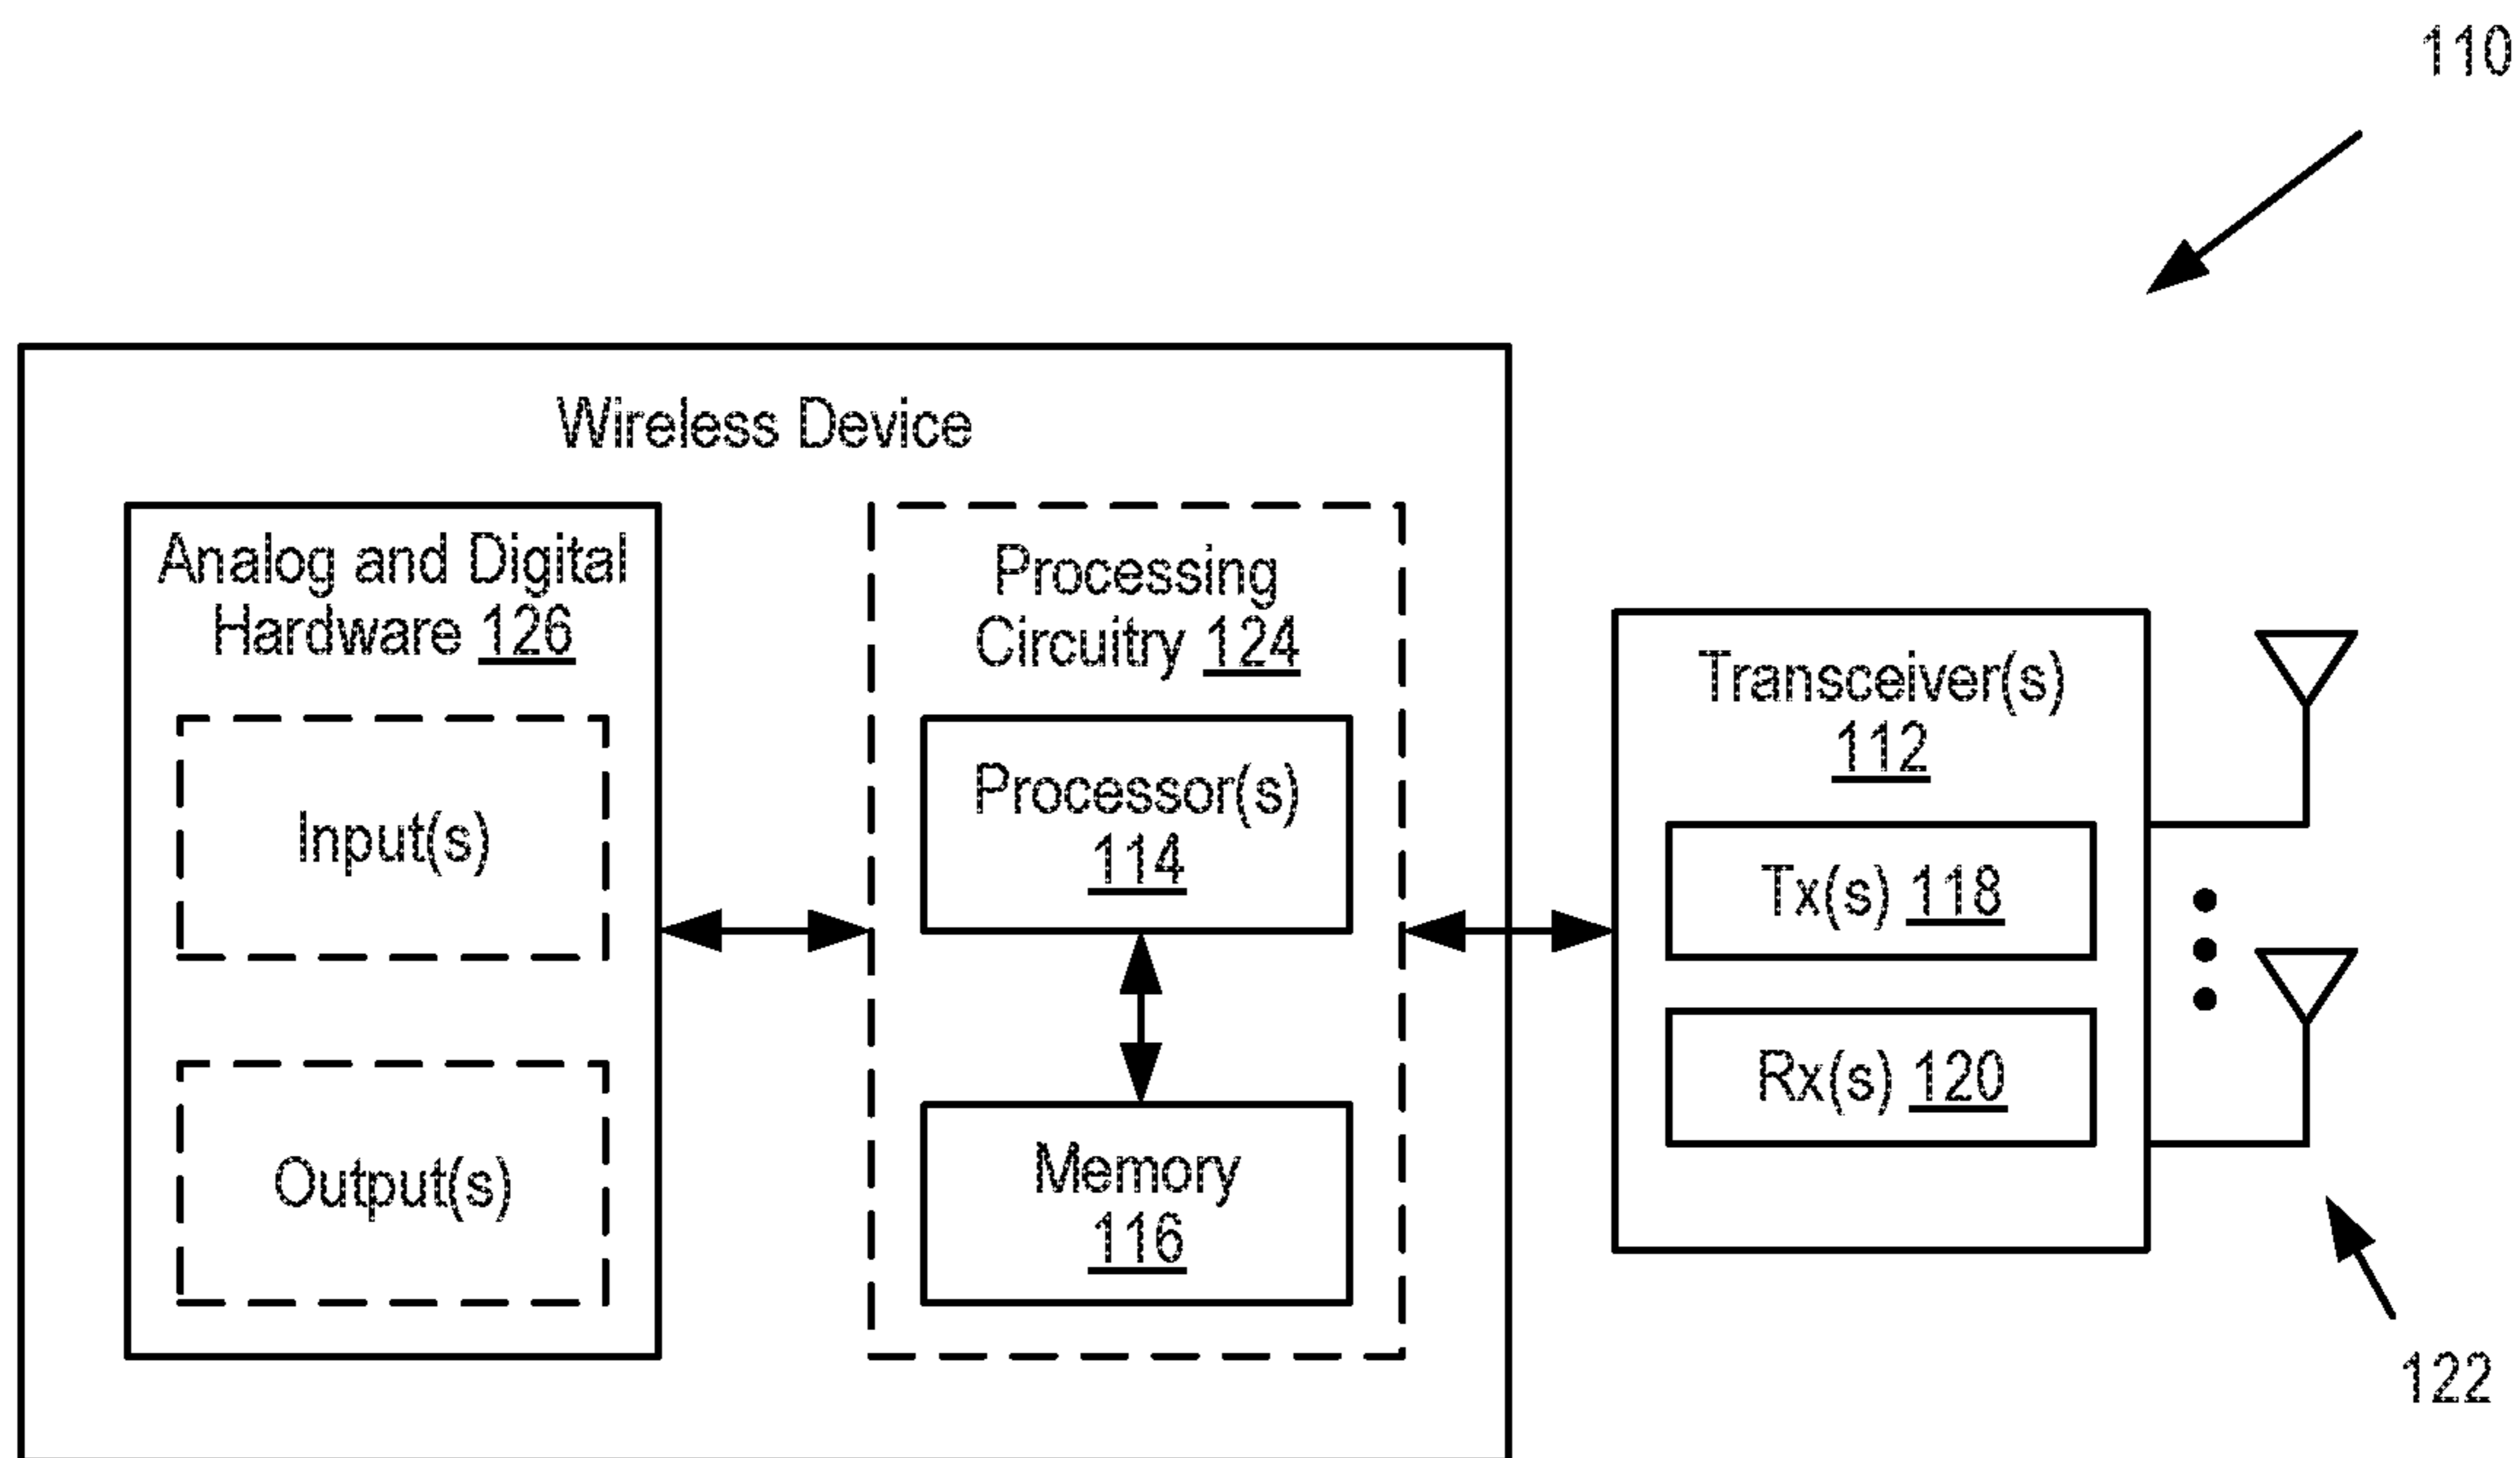 110
Wireless Device
Analog and Digital
Hardware 126
Input(s)
Output(s)
Processing
Circuitry 124
Processor(s)
114
Memory
116
Transceiver(s)
112
Tx(s) 118
Rx(s) 120
122